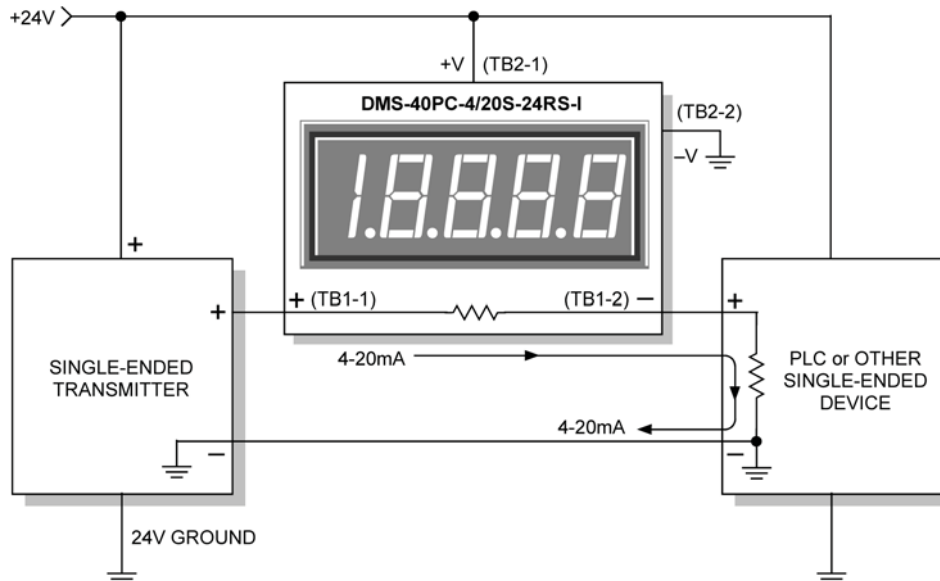 +24V
+V (TB2-1)
DMS-40PC-4/20S-24RS-I
(TB2-2)
–V
1.8.8.8.8
+
+ (TB1-1) (TB1-2) –
+
+
4-20mA
SINGLE-ENDED
TRANSMITTER
PLC or OTHER
SINGLE-ENDED
DEVICE
4-20mA
–
–
24V GROUND